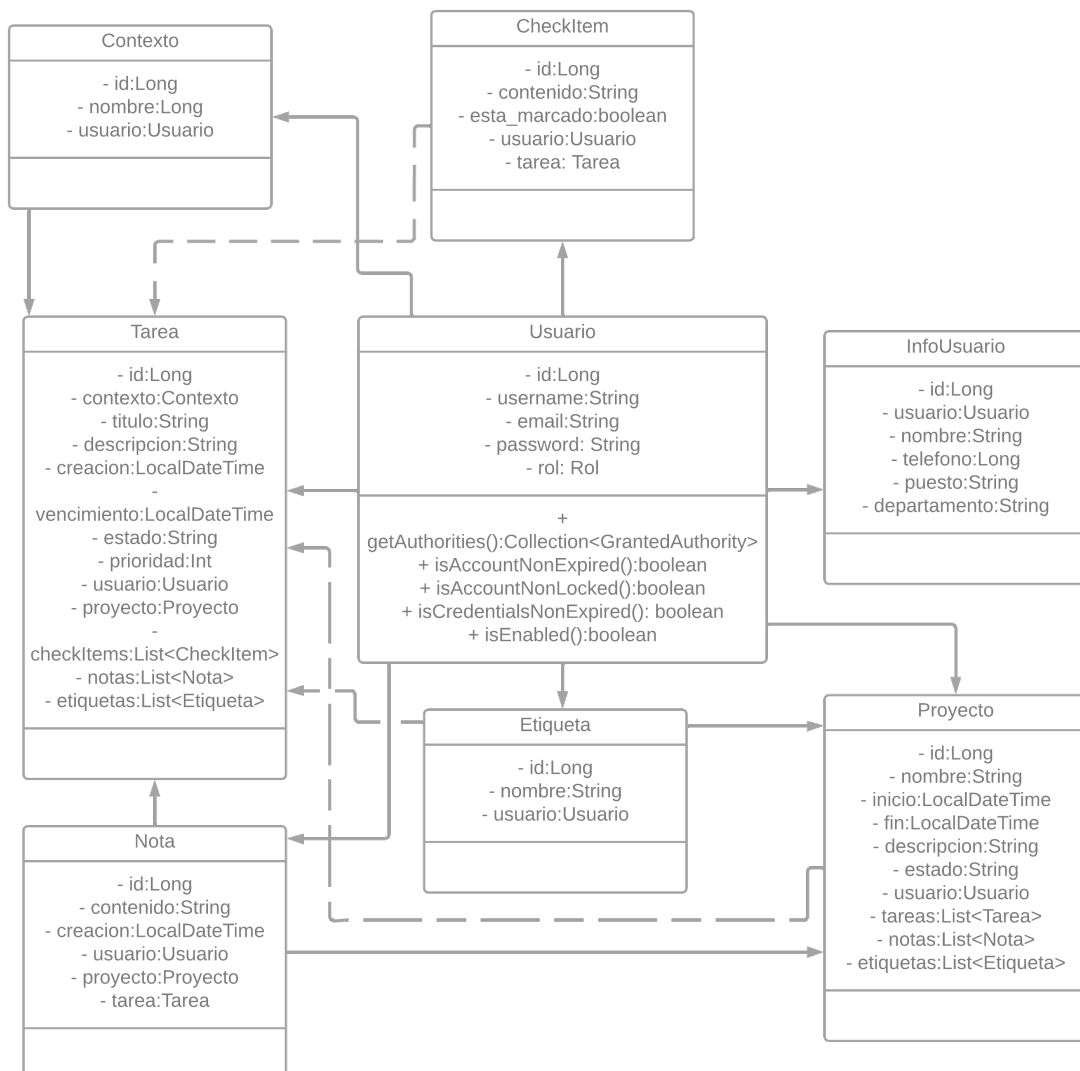 Contexto
- id:Long
- nombre:Long
- usuario:Usuario
CheckItem
- id:Long
- contenido:String
- esta_marcado:boolean
- usuario:Usuario
- tarea: Tarea
Tarea
- id:Long
- contexto:Contexto
- titulo:String
- descripcion:String
- creacion:LocalDateTime
-
vencimiento:LocalDateTime
- estado:String
- prioridad:Int
- usuario:Usuario
- proyecto:Proyecto
-
checkItems:List<CheckItem>
- notas:List<Nota>
- etiquetas:List<Etiqueta>
Usuario
- id:Long
- username:String
- email:String
- password: String
- rol: Rol
+
getAuthorities():Collection<GrantedAuthority>
+ isAccountNonExpired():boolean
+ isAccountNonLocked():boolean
+ isCredentialsNonExpired(): boolean
+ isEnabled():boolean
InfoUsuario
- id:Long
- usuario:Usuario
- nombre:String
- telefono:Long
- puesto:String
- departamento:String
Etiqueta
- id:Long
- nombre:String
- usuario:Usuario
Proyecto
- id:Long
- nombre:String
- inicio:LocalDateTime
- fin:LocalDateTime
- descripcion:String
- estado:String
- usuario:Usuario
- tareas:List<Tarea>
- notas:List<Nota>
- etiquetas:List<Etiqueta>
Nota
- id:Long
- contenido:String
- creacion:LocalDateTime
- usuario:Usuario
- proyecto:Proyecto
- tarea:Tarea